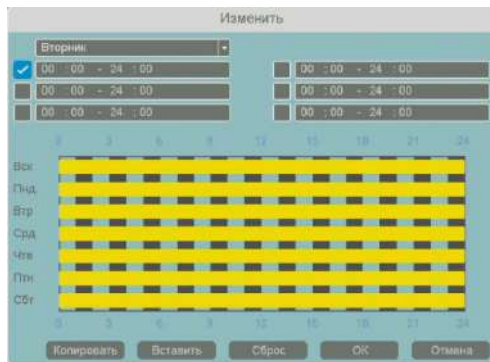 Изменить
Вторник
00 : 00 - 24 : 00 00 : 00 - 24 : 00
00 : 00 - 24 : 00 00 : 00 - 24 : 00
00 : 00 - 24 : 00 00 : 00 - 24 : 00
0 3 6 9 12 15 18 21 24
Вск
Пнд
Втр
Срд
Чтв
Птн
Сбт
0 3 6 9 12 15 18 21 24
Копировать Вставить Сброс OK Отмена